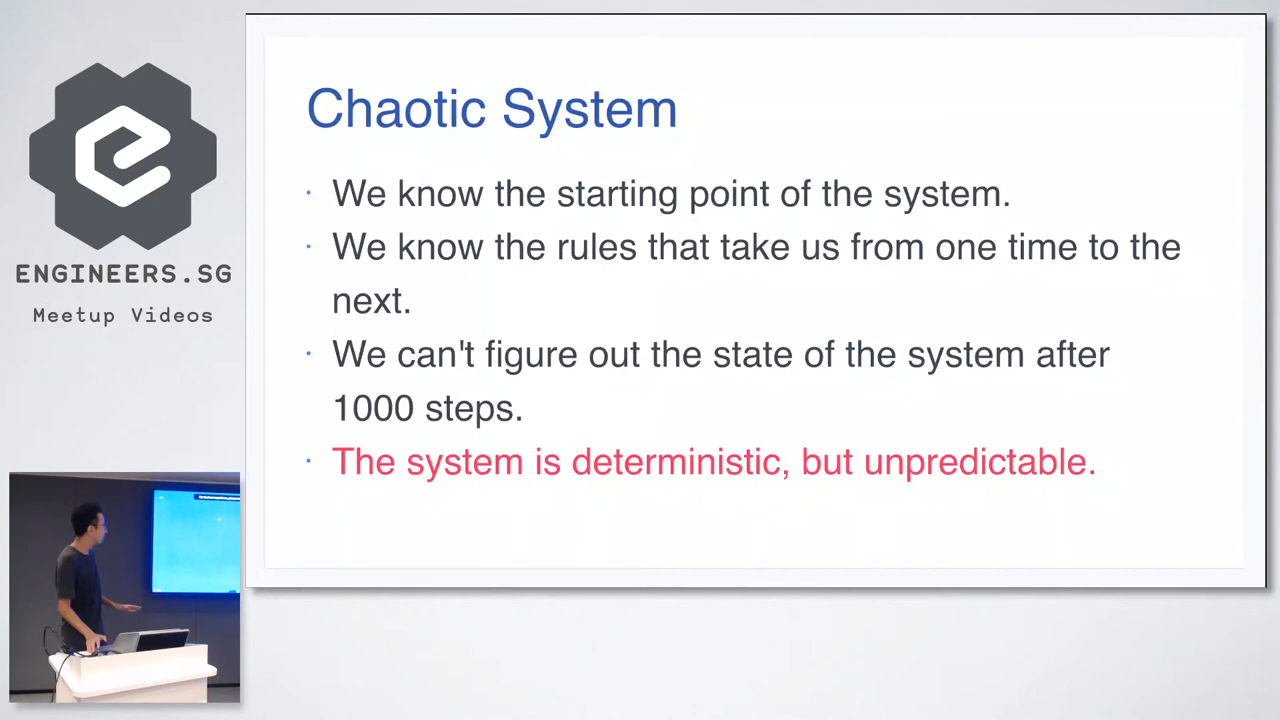 ENGINEERS.SG
Meetup Videos
Chaotic System
We know the starting point of the system.
We know the rules that take us from one time to the
next.
We can't figure out the state of the system after
1000 steps.
The system is deterministic, but unpredictable.